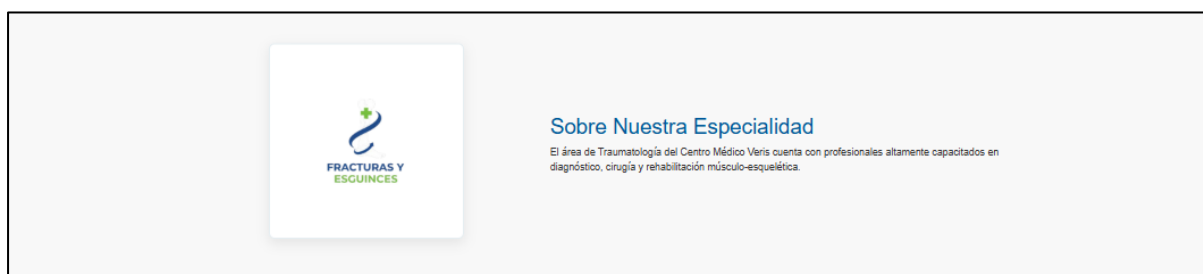 FRACTURAS Y
ESGUINCES
Sobre Nuestra Especialidad
El área de Traumatología del Centro Médico Veris cuenta con profesionales altamente capacitados en
diagnóstico, cirugía y rehabilitación músculo-esquelética.